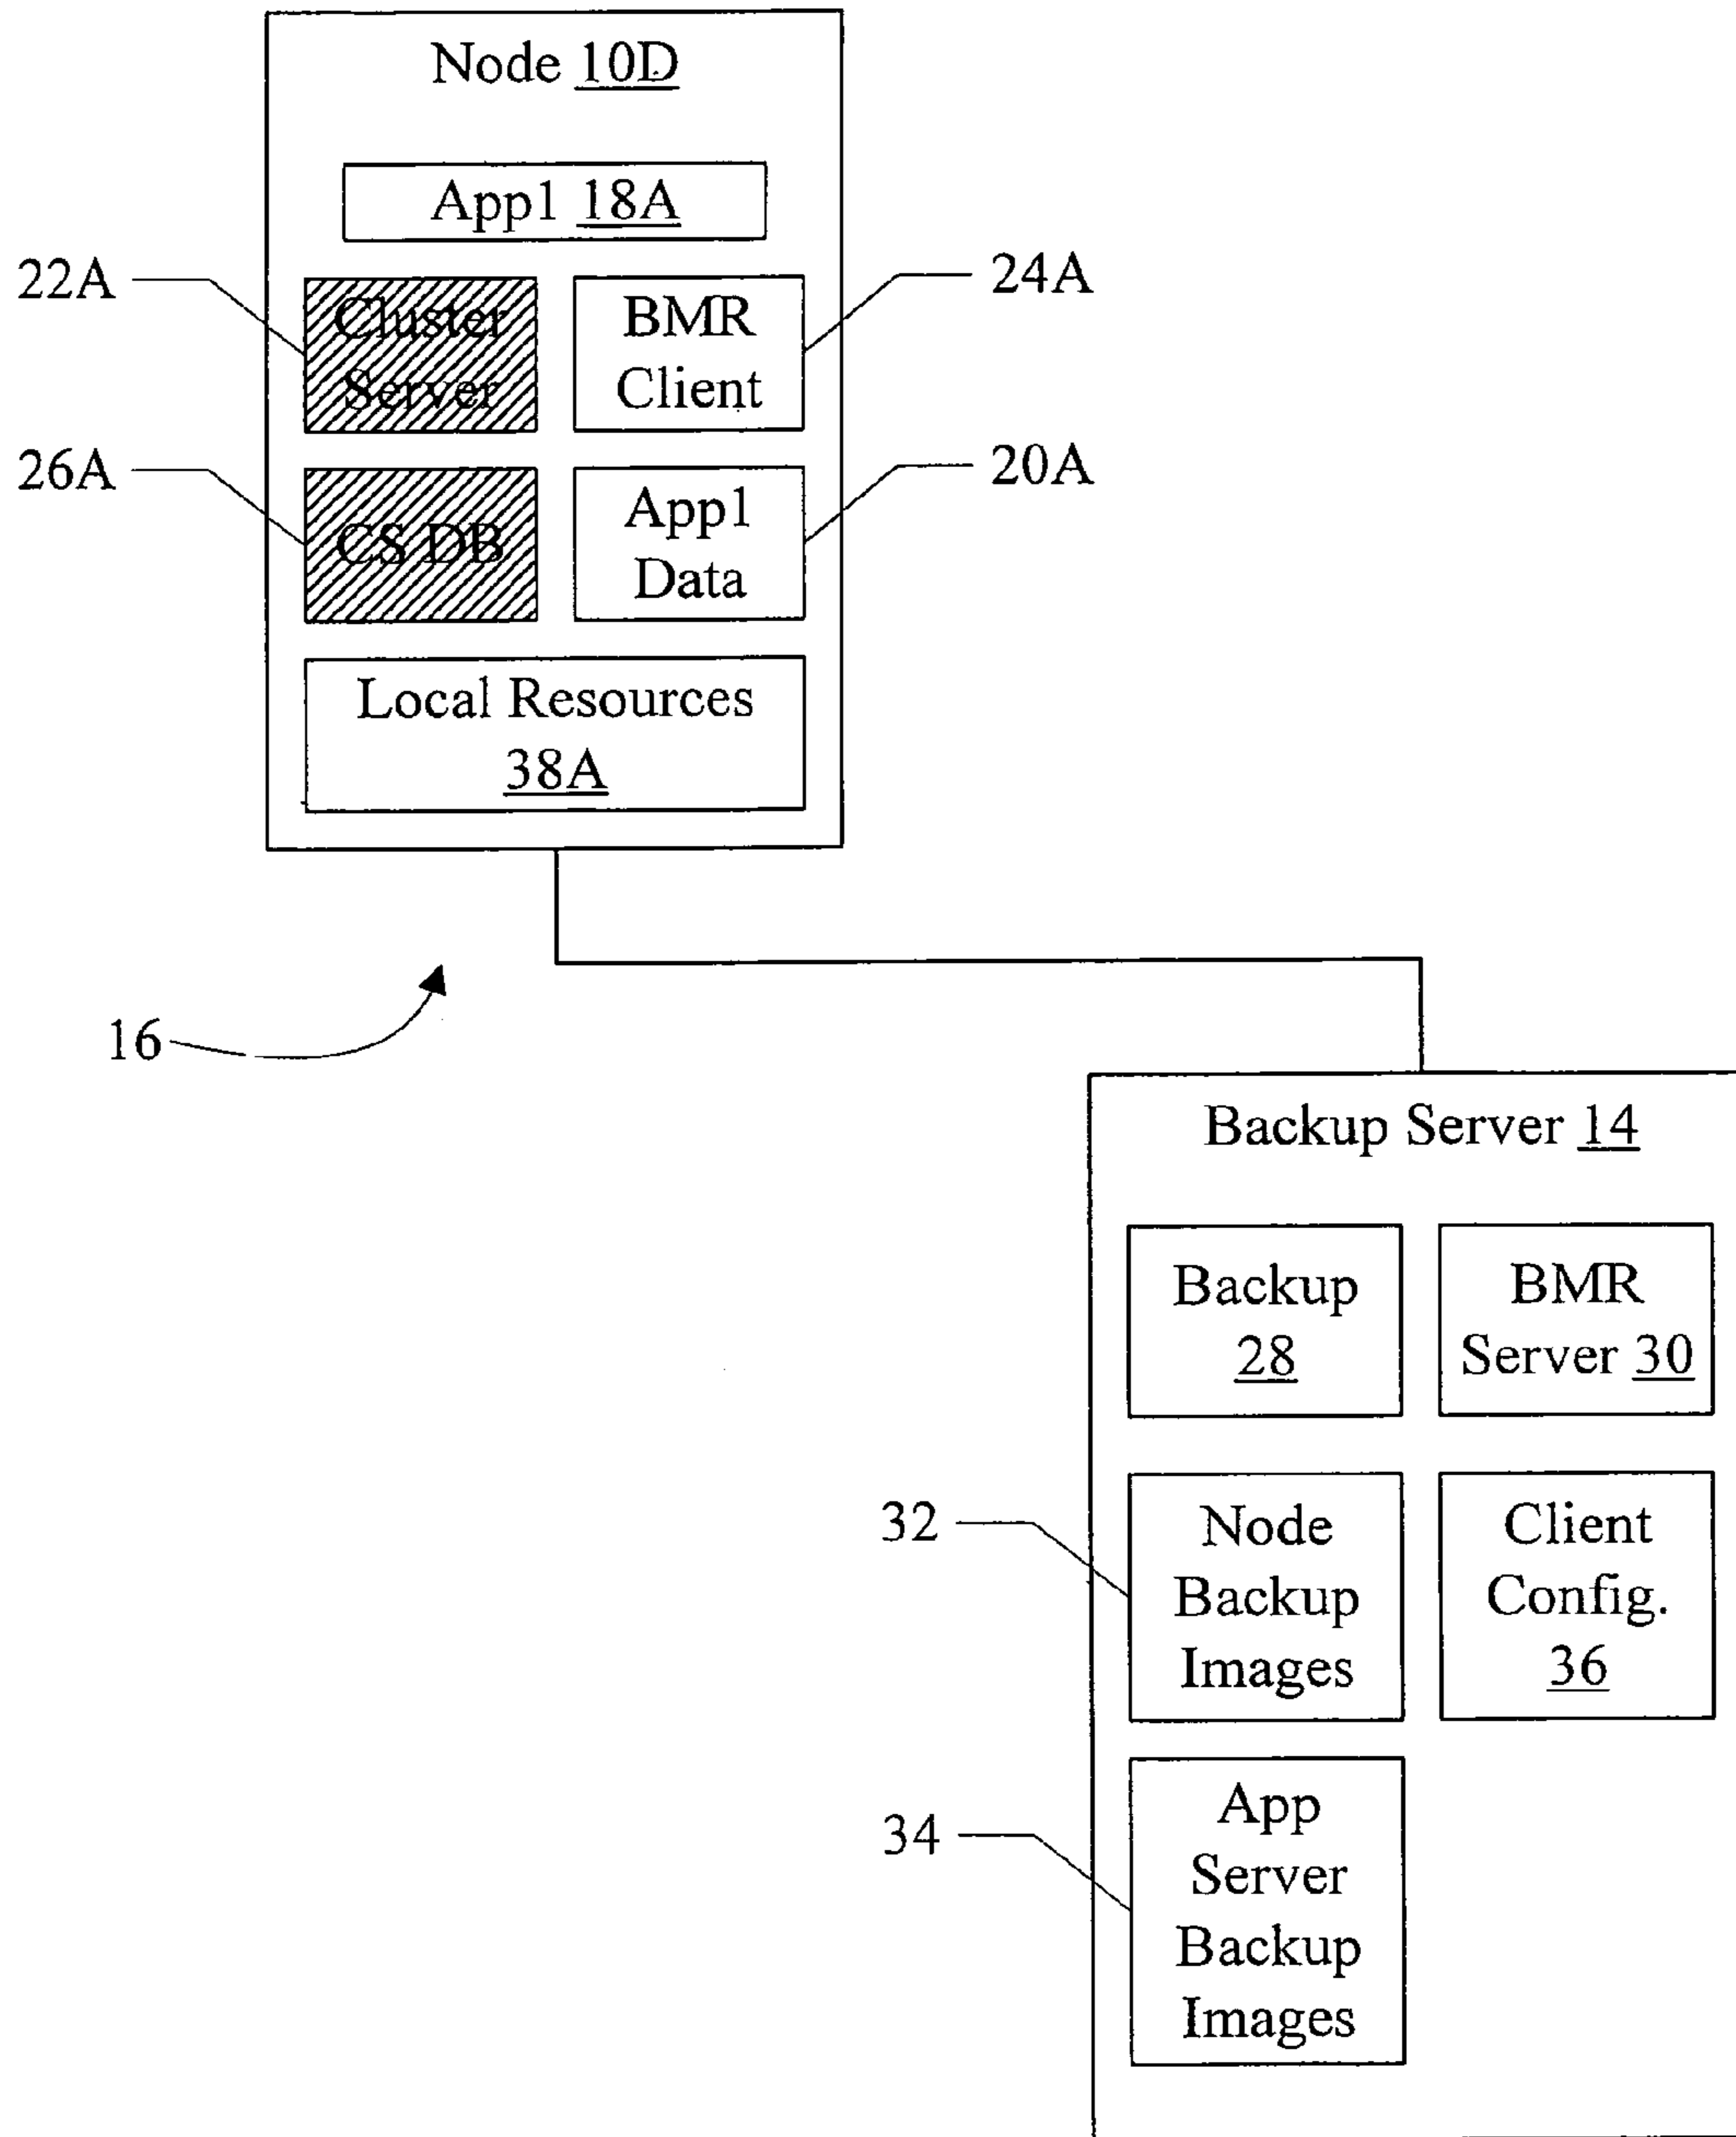 Node 10D
App1 18A
22A
Cluster
Server
BMR
Client
24A
26A
CS DB
App1
Data
20A
Local Resources
38A
16
Backup Server 14
Backup
28
BMR
Server 30
32
Node
Backup
Images
Client
Config.
36
34
App
Server
Backup
Images